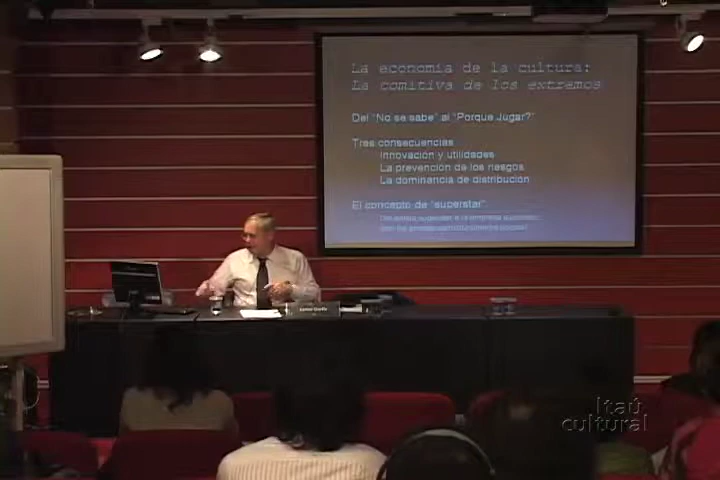 La economía de la cultura:
La comitiva de los extremos
Del "No se sabe" al "Porque Jugar?"
Tres consecuencias
Innovación y utilidades
La prevención de los riesgos
La dominancia de distribución
El concepto de "superstar"
Itaú
cultural